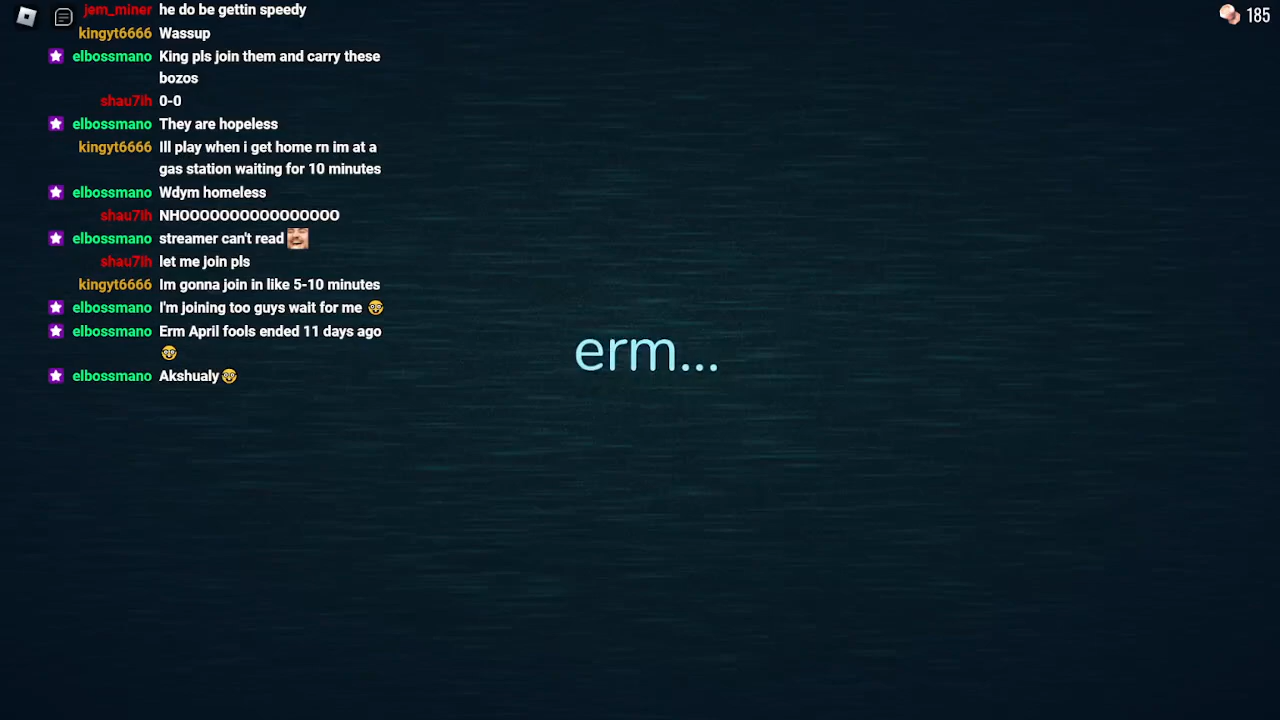 jem_miner he do be gettin speedy
185
kingyt6666 Wassup
elbossmano King pls join them and carry these
bozos
shau7ih 0-0
elbossmano They are hopeless
kingyt6666 Ill play when i get home rn im at a
gas station waiting for 10 minutes
elbossmano Wdym homeless
shau7ih NHOOOOOOOOOOOOOOOO
elbossmano streamer can't read
shau7ih let me join pls
kingyt6666 Im gonna join in like 5-10 minutes
elbossmano I'm joining too guys wait for me 🤓
elbossmano Erm April fools ended 11 days ago
🤓
elbossmano Akshualy 🤓
erm...